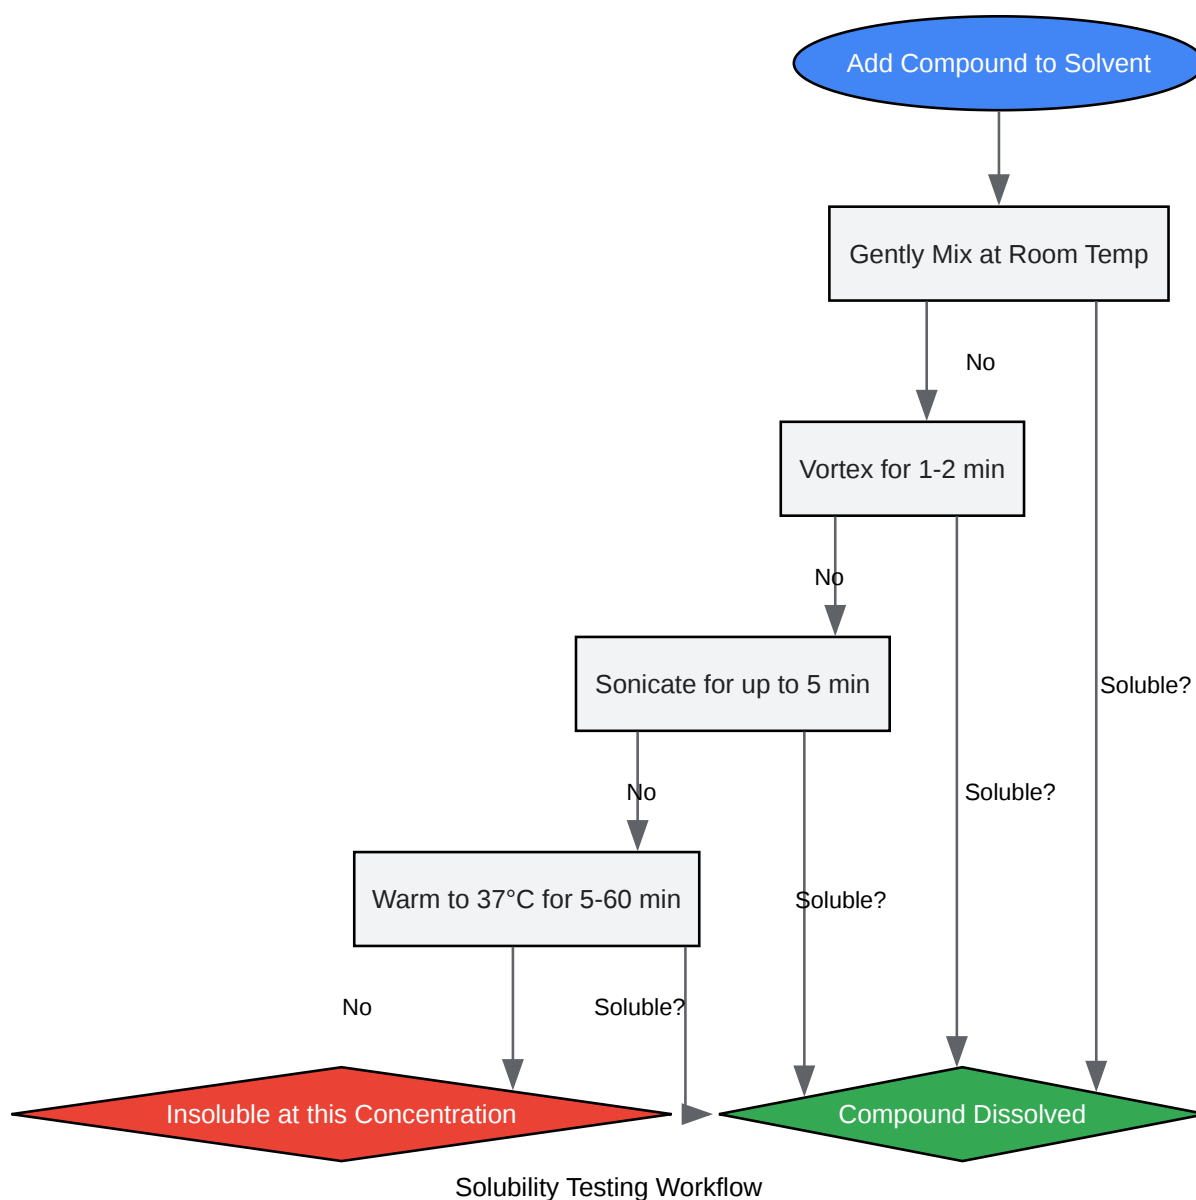 Add Compound to Solvent
Gently Mix at Room Temp
No
Vortex for 1-2 min
No
Sonicate for up to 5 min
Soluble?
No
Soluble?
Warm to 37°C for 5-60 min
Soluble?
No
Soluble?
Insoluble at this Concentration
Compound Dissolved
Solubility Testing Workflow